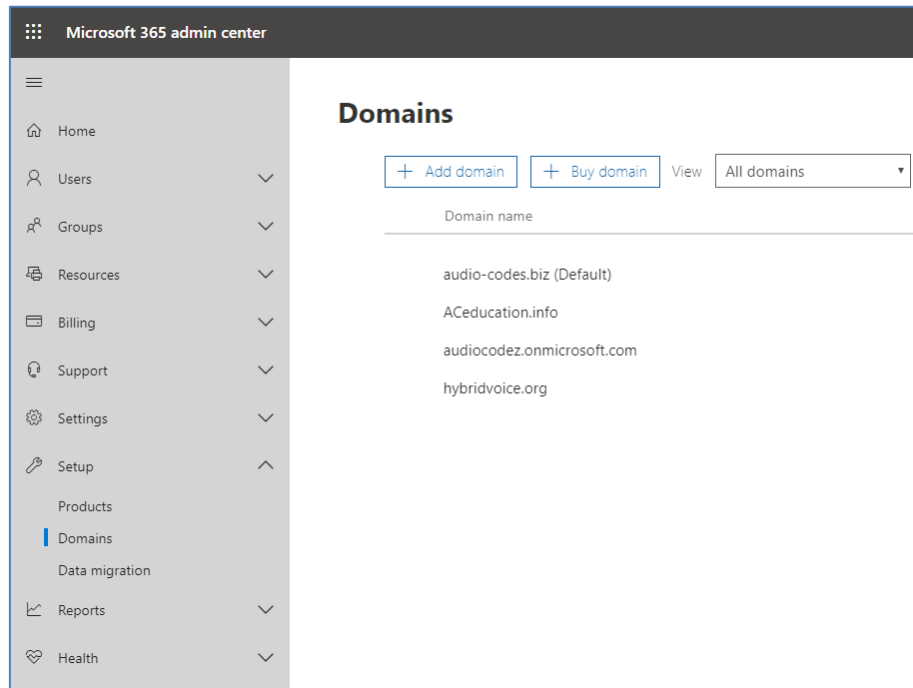 Microsoft 365 admin center
Home
Users
Groups
Resources
Billing
Support
Settings
Setup
Products
Domains
Data migration
Reports
Health
Domains
+ Add domain + Buy domain View All domains
Domain name
audio-codes.biz (Default)
ACeducation.info
audiocodez.onmicrosoft.com
hybridvoice.org